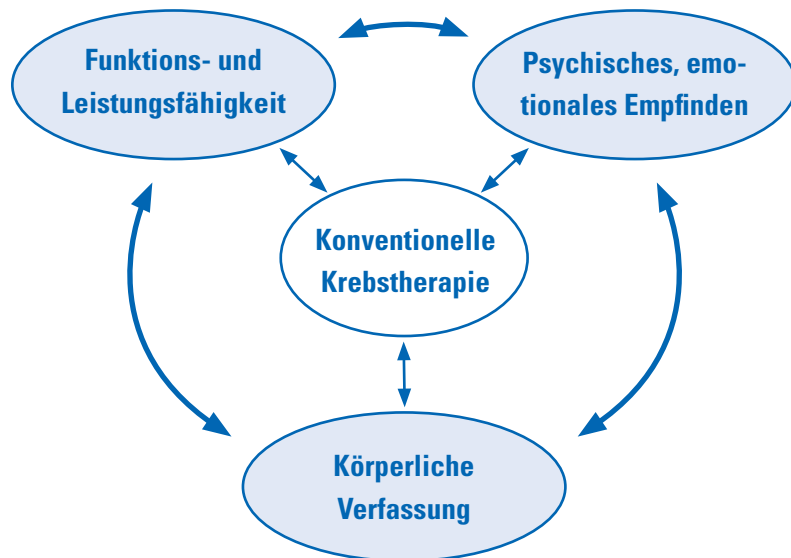 Funktions- und
Leistungsfähigkeit
Psychisches, emo-
tionales Empfinden
Konventionelle
Krebstherapie
Körperliche
Verfassung